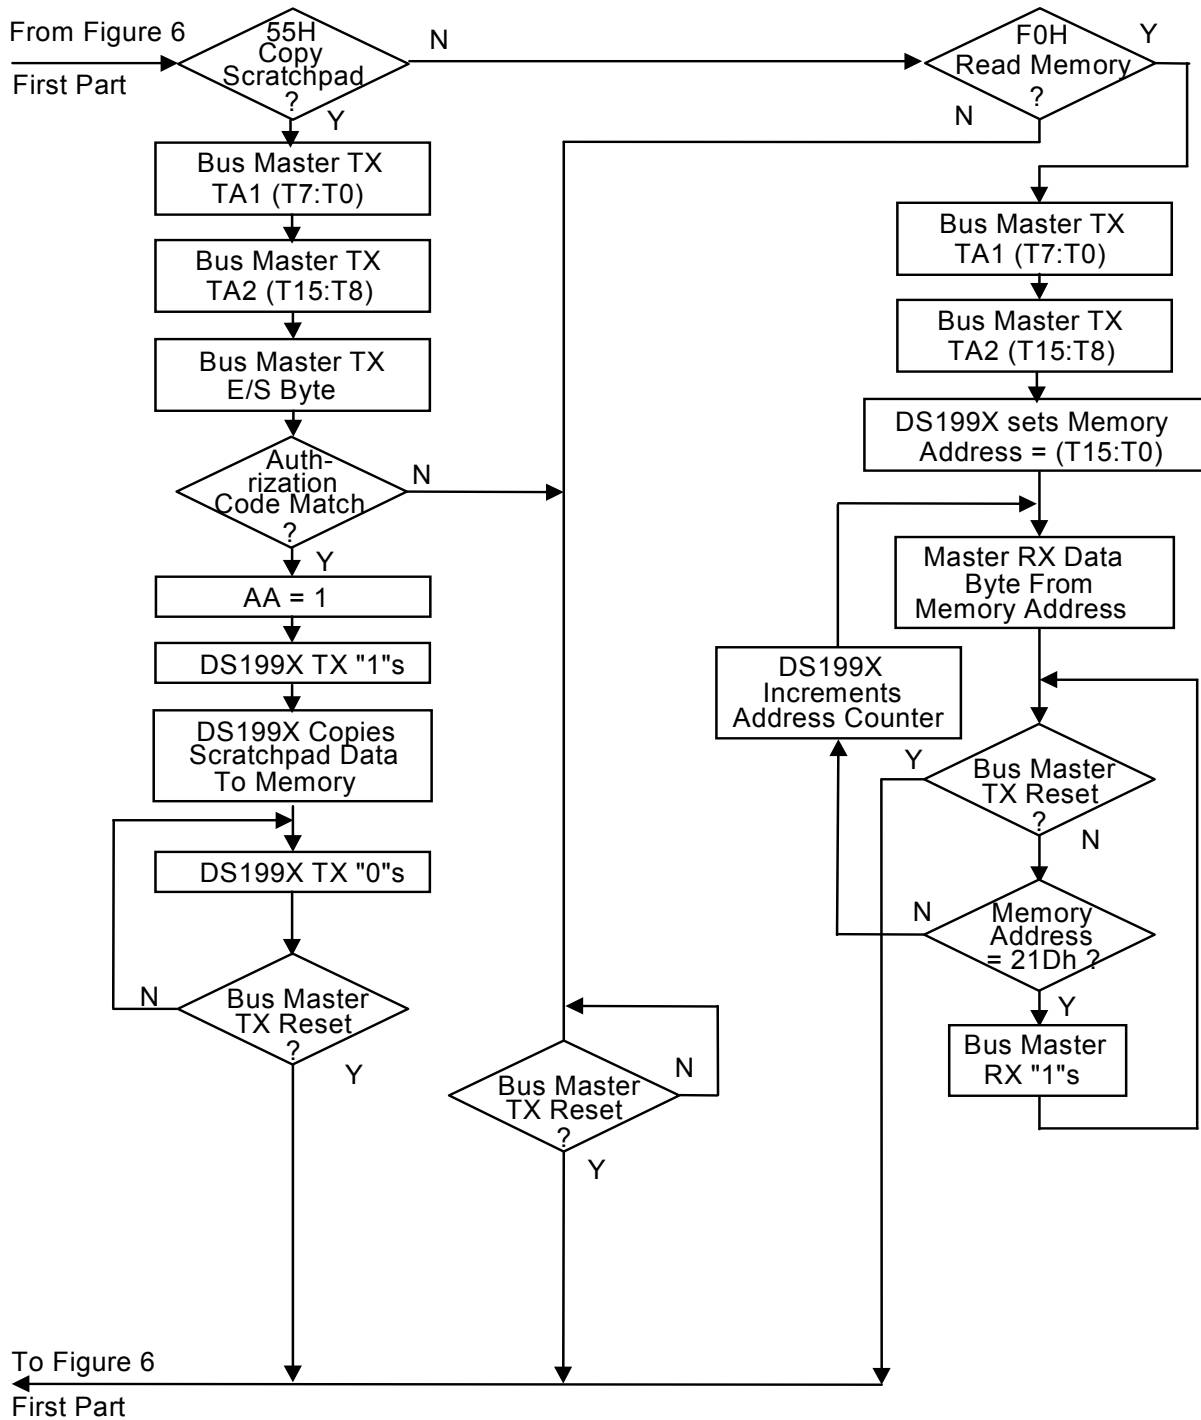 From Figure 6
First Part
55H
Copy
Scratchpad
?
N
Y
F0H
Read Memory
?
Y
N
Bus Master TX
TA1 (T7:T0)
Bus Master TX
TA2 (T15:T8)
Bus Master TX
E/S Byte
Auth-
rization
Code Match
?
N
Y
AA = 1
DS199X TX "1"s
DS199X Copies
Scratchpad Data
To Memory
DS199X TX "0"s
Bus Master
TX Reset
?
N
Y
Bus Master
TX Reset
?
N
Y
Bus Master TX
TA1 (T7:T0)
Bus Master TX
TA2 (T15:T8)
DS199X sets Memory
Address = (T15:T0)
Master RX Data
Byte From
Memory Address
DS199X
Increments
Address Counter
Bus Master
TX Reset
?
Y
N
Memory
Address
= 21Dh ?
N
Y
Bus Master
RX "1"s
To Figure 6
First Part